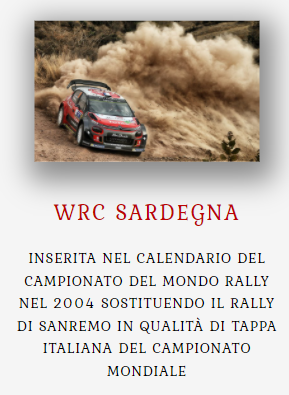 WRC SARDEGNA
INSERITA NEL CALENDARIO DEL
CAMPIONATO DEL MONDO RALLY
NEL 2004 SOSTITUENDO IL RALLY
DI SANREMO IN QUALITÀ DI TAPPA
ITALIANA DEL CAMPIONATO
MONDIALE